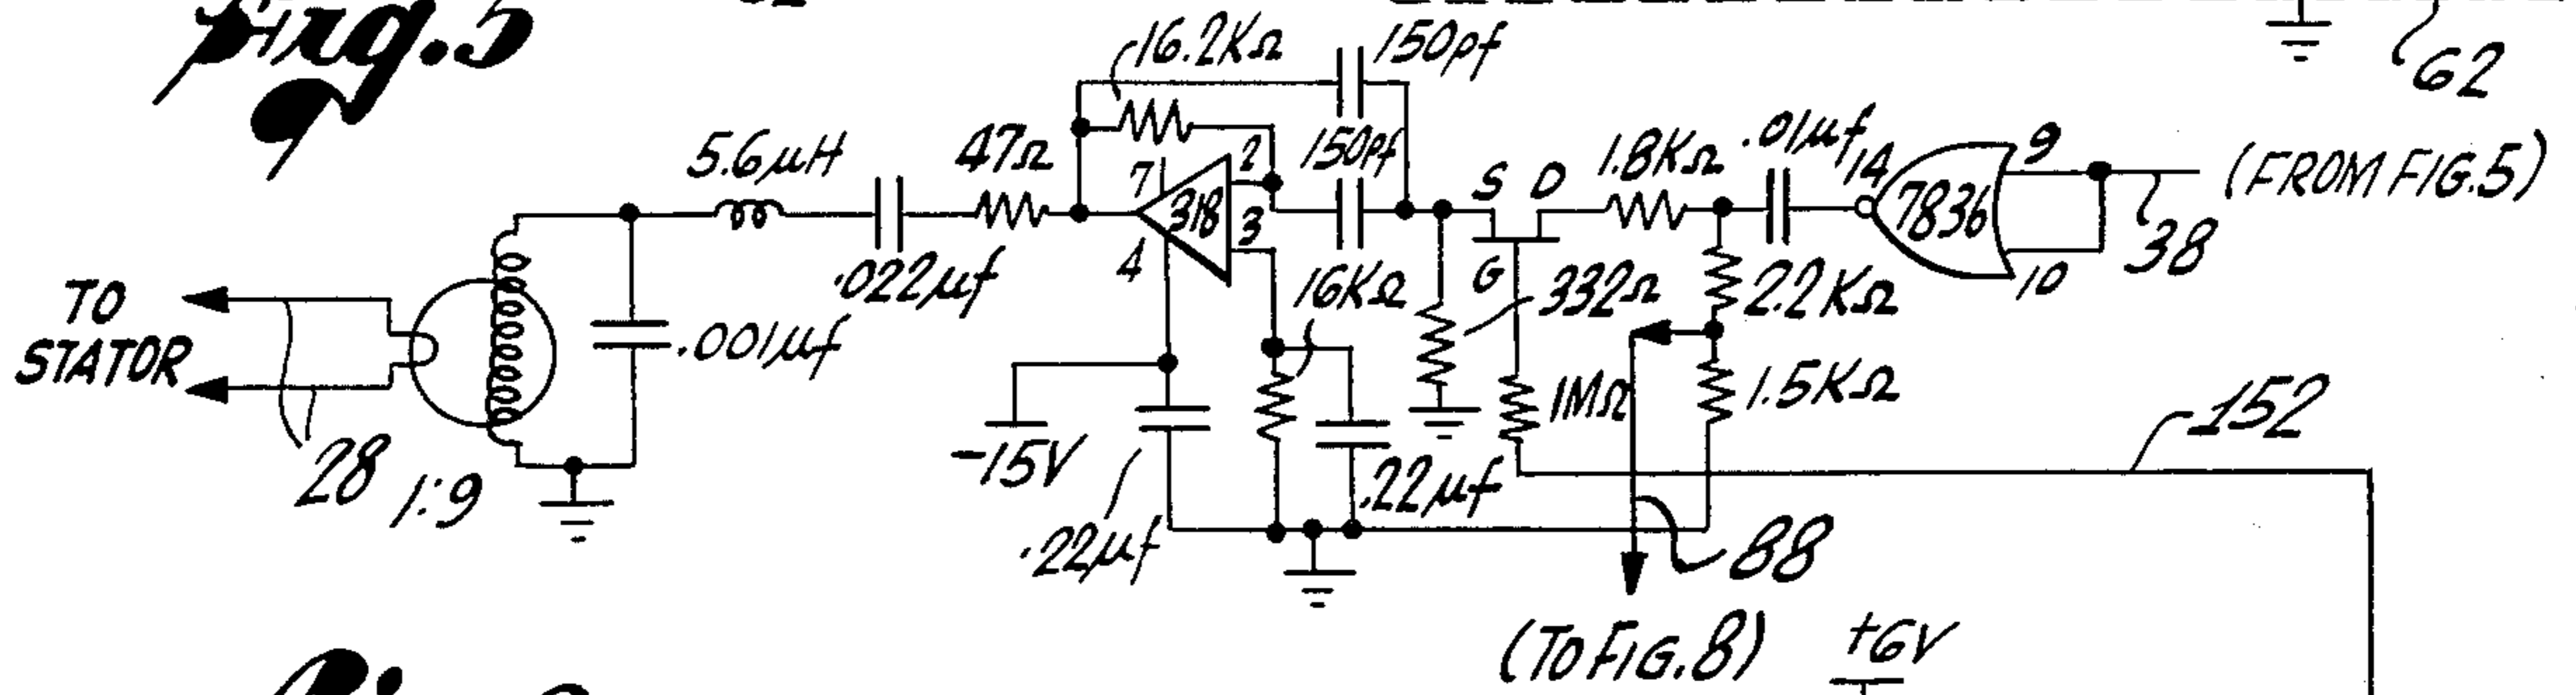 Fig.5
62
16.2KΩ
150pf
5.6μH
47Ω
150pf
1.8KΩ
.01μf
14
9
(FROM FIG.5)
7
2
S D
318
3
7836
4
G
10
38
.022μf
16KΩ
332Ω
2.2KΩ
TO
STATOR
.001μf
1MΩ
1.5KΩ
152
28
1:9
-15V
.22μf
.22μf
88
(TO FIG.8)
+6V